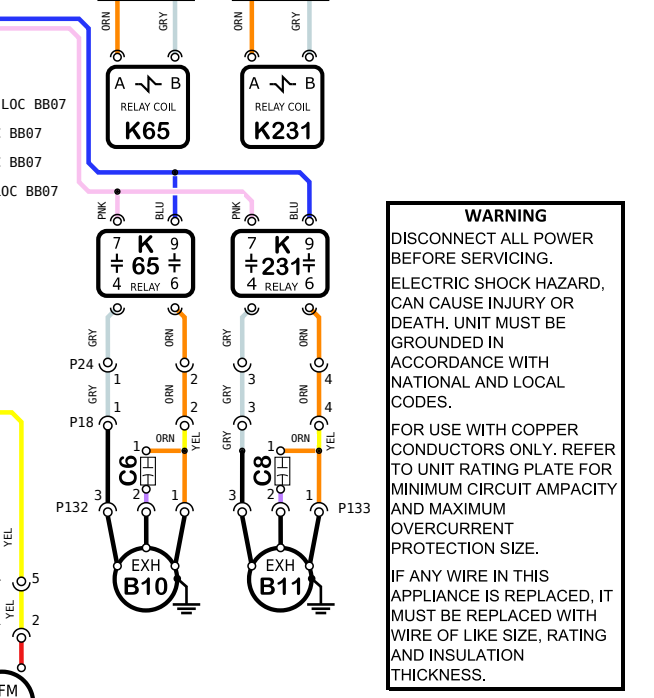 ORN GRY ORN GRY
A B A B
RELAY COIL RELAY COIL
K65 K231
LOC BB07
BB07
BB07
OC BB07
PNK BLU PNK BLU
7 K 9 7 K 9
65 231
4 RELAY 6 4 RELAY 6
GRY ORN GRY ORN
P24
1 2 3 4
GRY ORN GRY ORN
1 2 3 4
P18
ORN YEL GRY ORN YEL
1 1
C6 C8
3 2 1 3 2 1
P132 P133
EXH EXH
B10 B11
YEL
5
YEL 2
FM
WARNING
DISCONNECT ALL POWER
BEFORE SERVICING.
ELECTRIC SHOCK HAZARD,
CAN CAUSE INJURY OR
DEATH. UNIT MUST BE
GROUNDED IN
ACCORDANCE WITH
NATIONAL AND LOCAL
CODES.
FOR USE WITH COPPER
CONDUCTORS ONLY. REFER
TO UNIT RATING PLATE FOR
MINIMUM CIRCUIT AMPACITY
AND MAXIMUM
OVERCURRENT
PROTECTION SIZE.
IF ANY WIRE IN THIS
APPLIANCE IS REPLACED, IT
MUST BE REPLACED WITH
WIRE OF LIKE SIZE, RATING
AND INSULATION
THICKNESS.